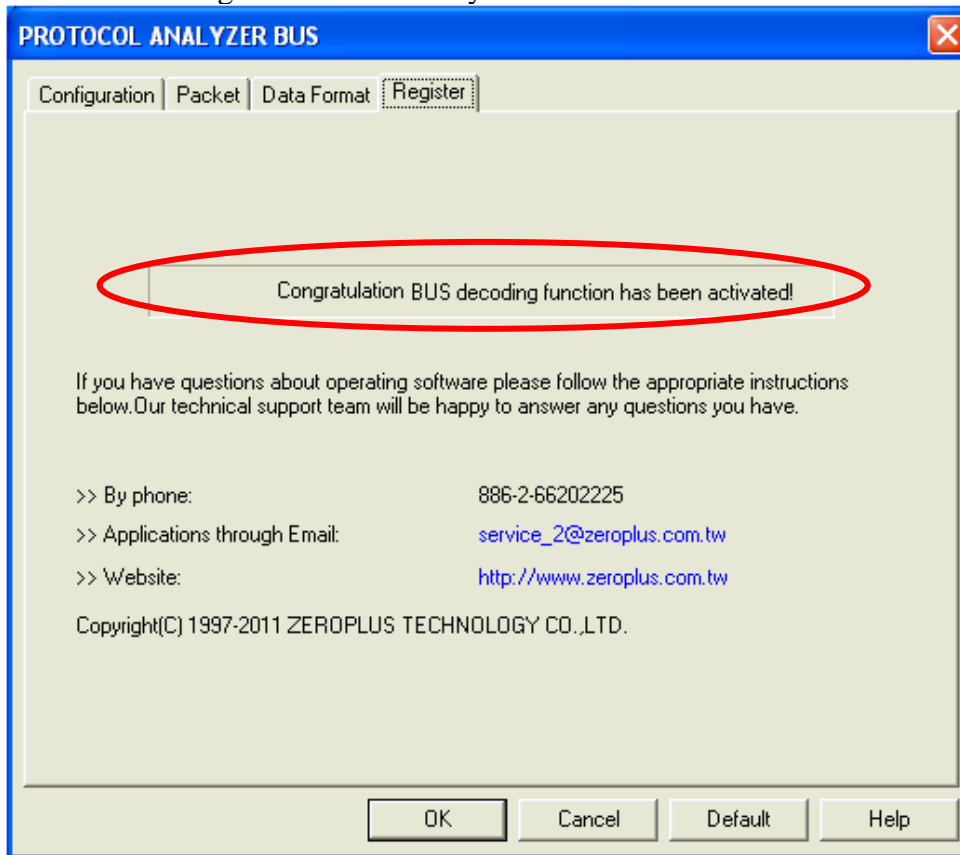 PROTOCOL ANALYZER BUS
Configuration Packet Data Format Register
Congratulation BUS decoding function has been activated!
If you have questions about operating software please follow the appropriate instructions
below.Our technical support team will be happy to answer any questions you have.
>> By phone: 886-2-66202225
>> Applications through Email: service_2@zeroplus.com.tw
>> Website: http://www.zeroplus.com.tw
Copyright(C) 1997-2011 ZEROPLUS TECHNOLOGY CO.,LTD.
OK Cancel Default Help